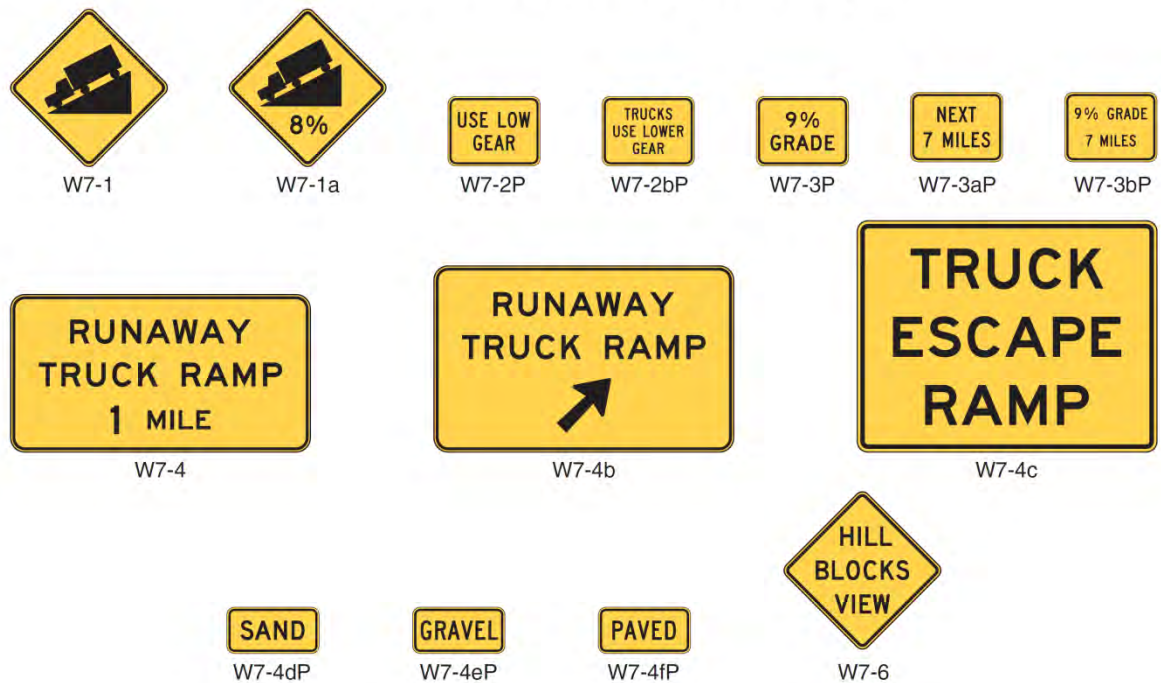 8%
W7-1
W7-1a
USE LOW
GEAR
W7-2P
TRUCKS
USE LOWER
GEAR
W7-2bP
9%
GRADE
W7-3P
NEXT
7 MILES
W7-3aP
9% GRADE
7 MILES
W7-3bP
RUNAWAY
TRUCK RAMP
1 MILE
W7-4
RUNAWAY
TRUCK RAMP
W7-4b
TRUCK
ESCAPE
RAMP
W7-4c
SAND
W7-4dP
GRAVEL
W7-4eP
PAVED
W7-4fP
HILL
BLOCKS
VIEW
W7-6